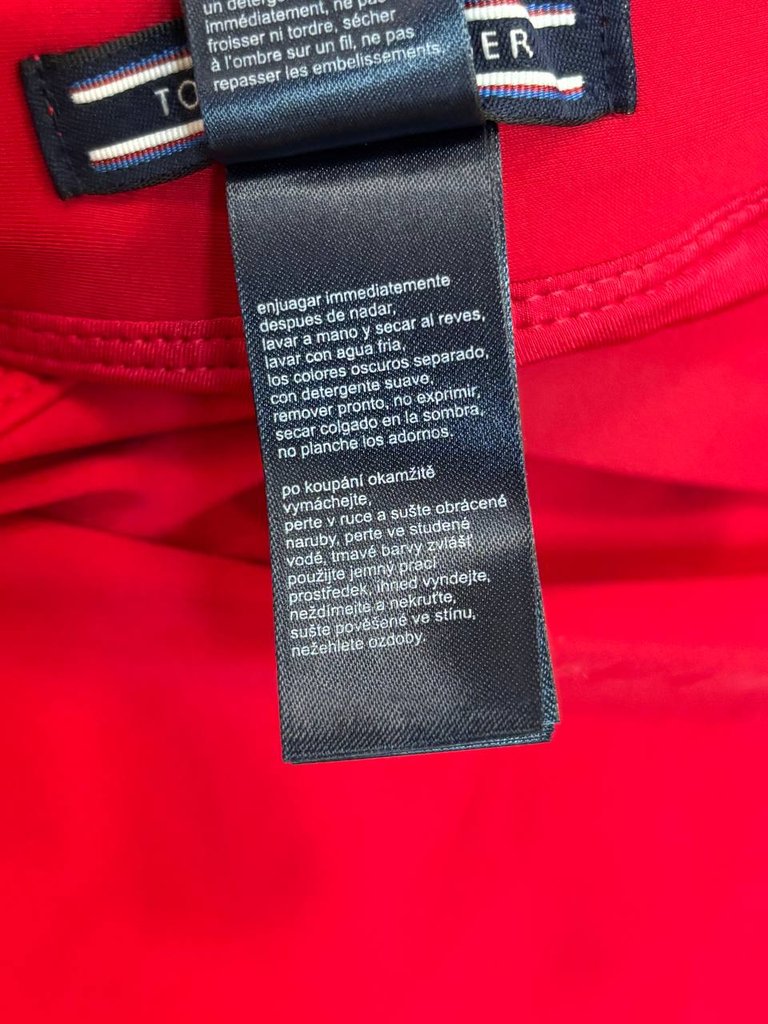 un détergent
immédiatement, ne pas
froisser ni tordre, sécher
à l'ombre sur un fil, ne pas
repasser les embellissements.
TO ER
enjuagar immediatemente
despues de nadar,
lavar a mano y secar al reves,
lavar con agua fria,
los colores oscuros separado,
con detergente suave,
remover pronto, no exprimir,
secar colgado en la sombra,
no planche los adornos.
po koupání okamžitě
vymáchejte,
perte v ruce a sušte obráceně
naruby, perte ve studené
vodě, tmavé barvy zvlášť
použijte jemný prací
prostředek, ihned vyndejte,
neždímejte a nekruťte,
sušte pověšené ve stínu,
nežehlete ozdoby.